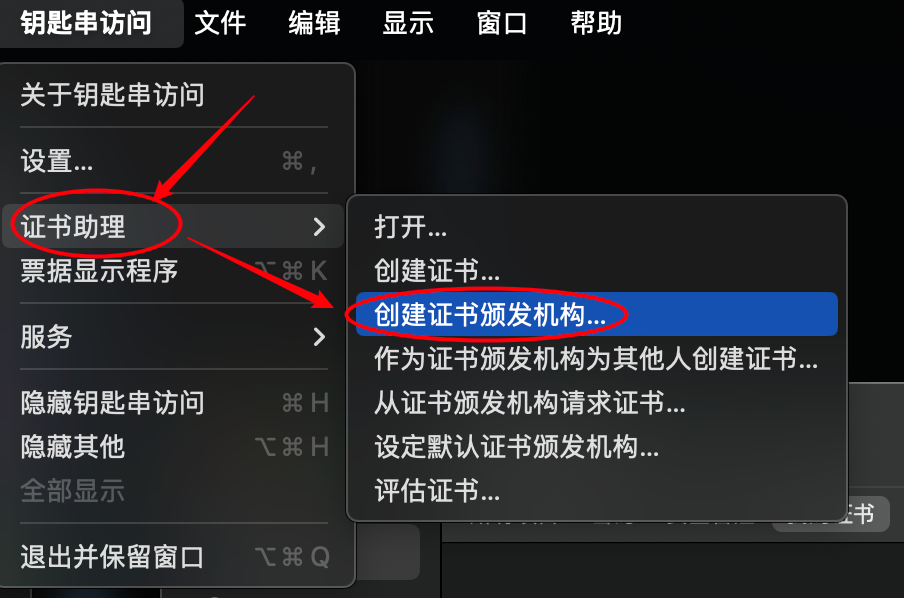 钥匙串访问 文件 编辑 显示 窗口 帮助
关于钥匙串访问
设置... ⌘ ,
证书助理
票据显示程序 ⌥⌘K
服务
隐藏钥匙串访问 ⌘H
隐藏其他 ⌥⌘H
全部显示
退出并保留窗口 ⌥⌘Q
打开...
创建证书...
创建证书颁发机构...
作为证书颁发机构为其他人创建证书...
从证书颁发机构请求证书...
设定默认证书颁发机构...
评估证书...
证书